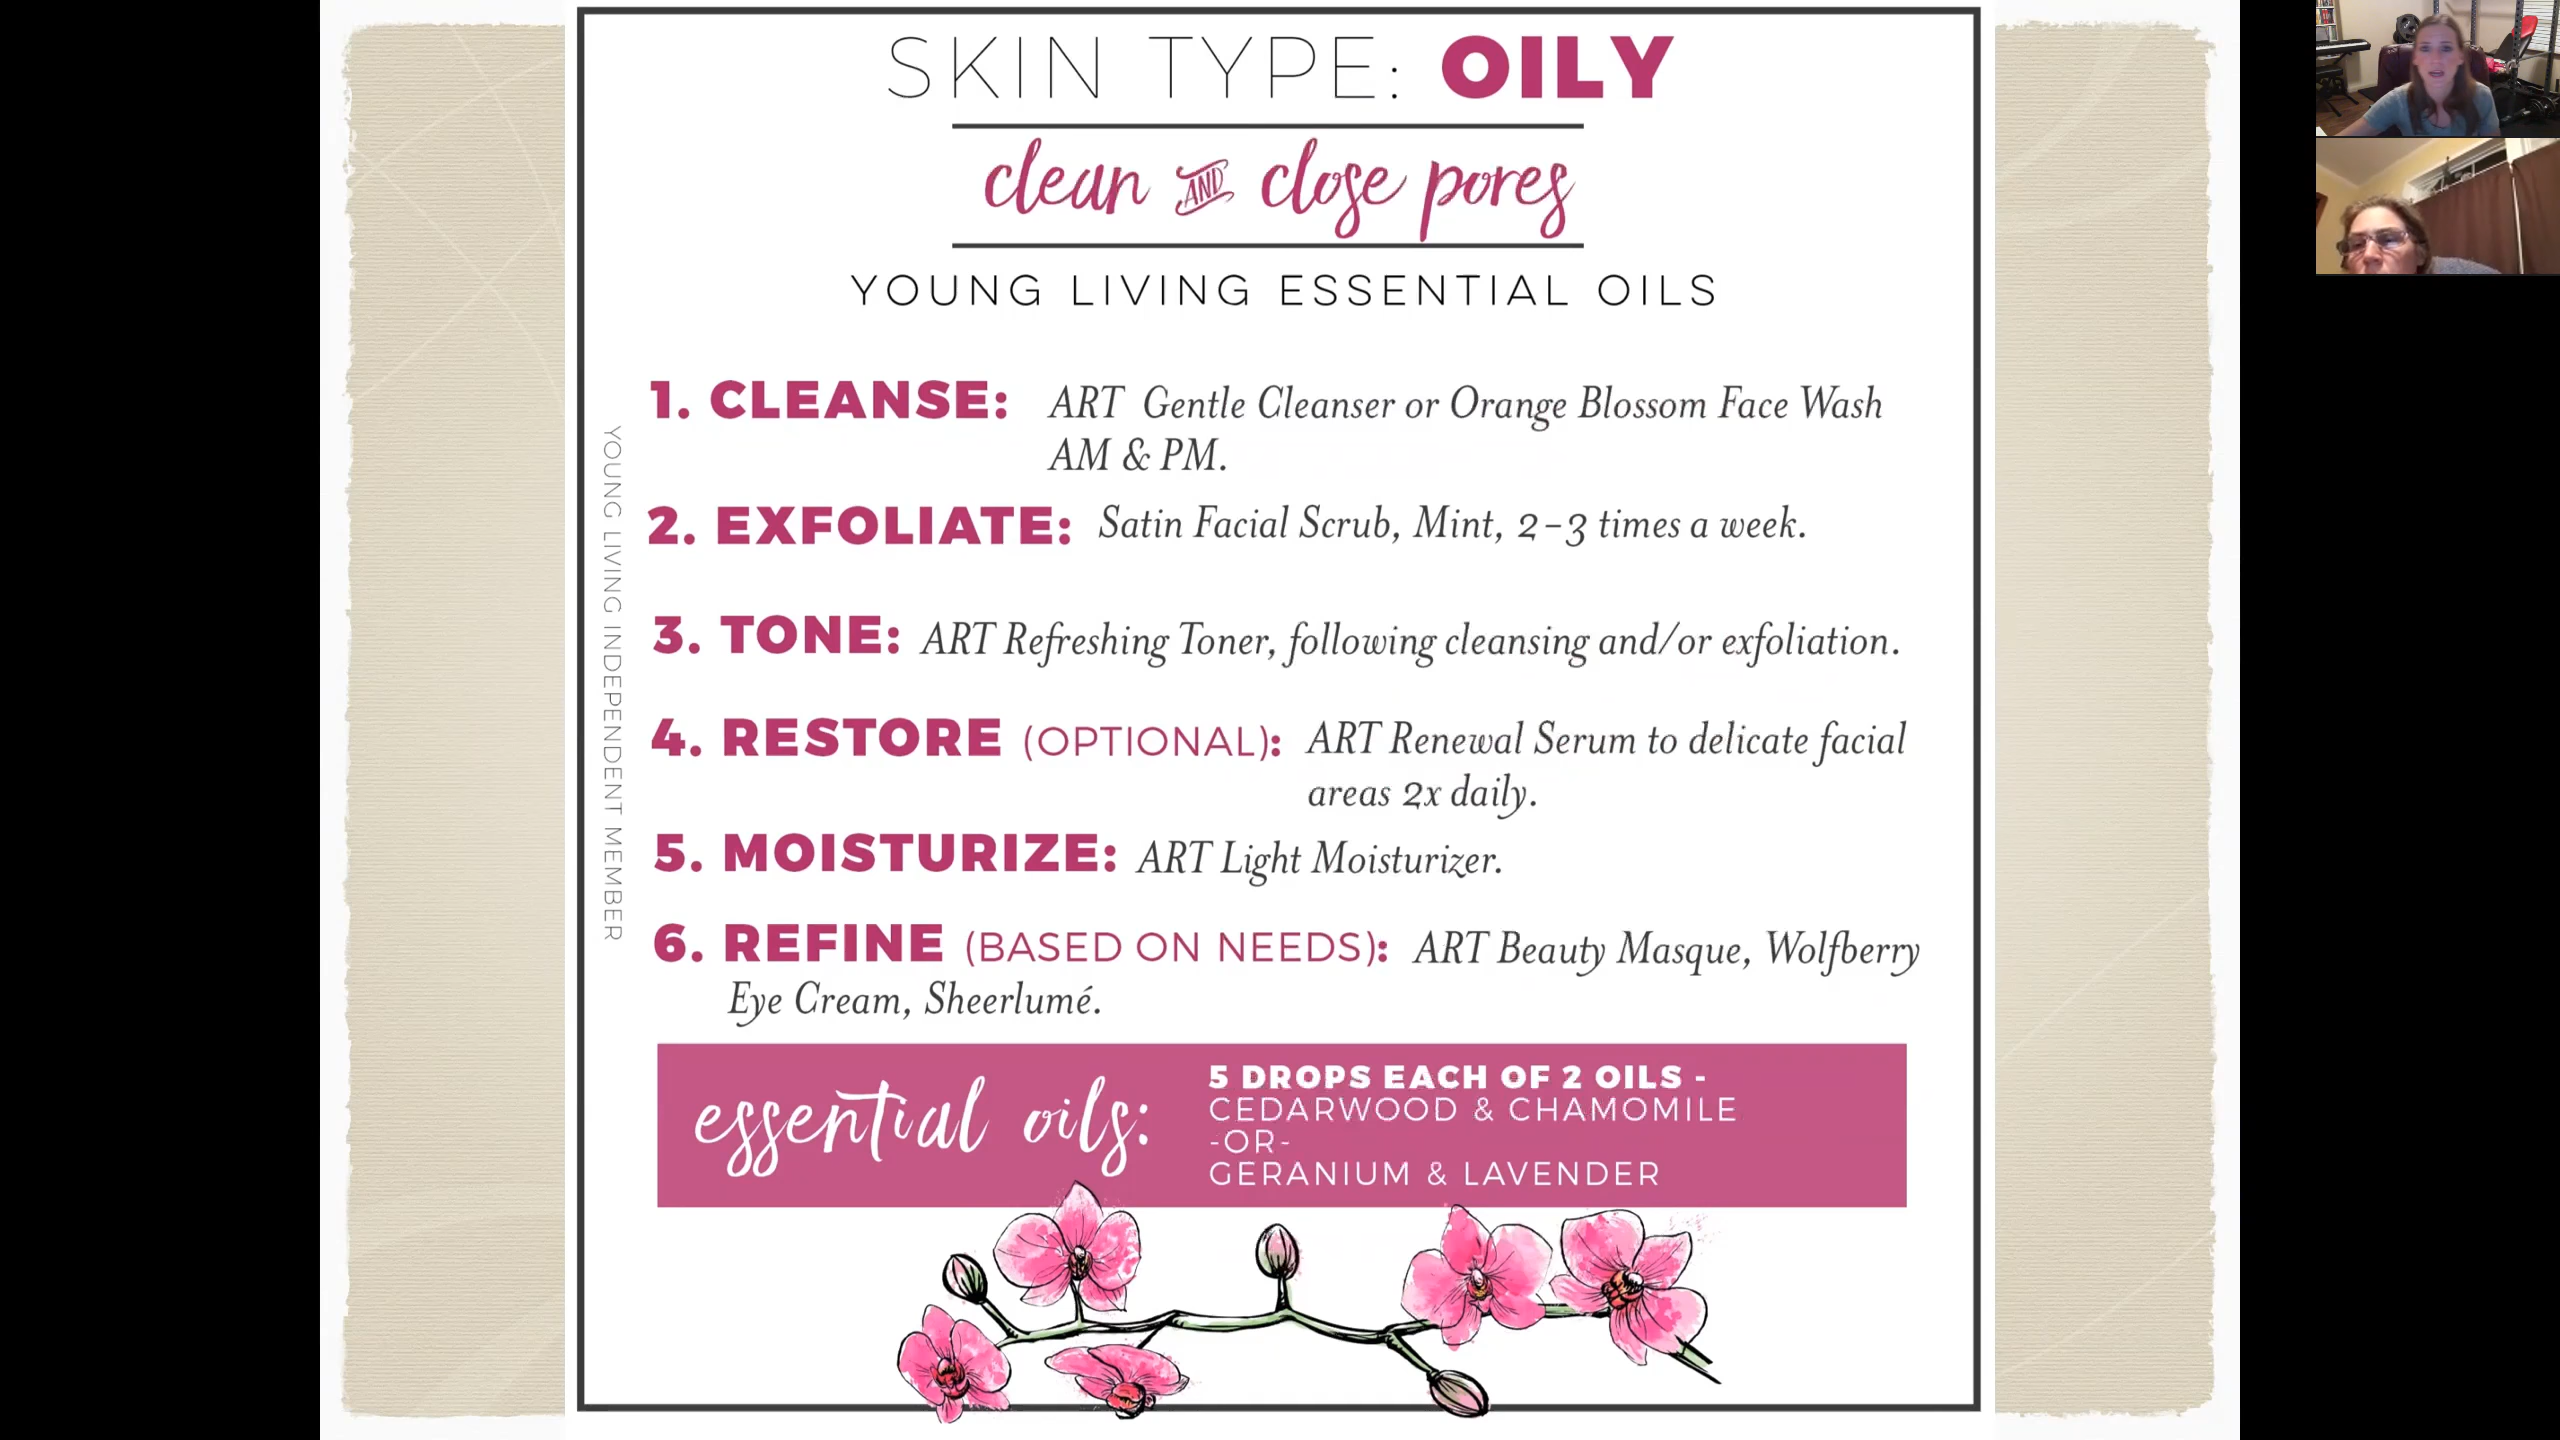 SKIN TYPE: OILY
clean AND close pores
YOUNG LIVING ESSENTIAL OILS
1. CLEANSE: ART Gentle Cleanser or Orange Blossom Face Wash
AM & PM.
2. EXFOLIATE: Satin Facial Scrub, Mint, 2-3 times a week.
3. TONE: ART Refreshing Toner, following cleansing and/or exfoliation.
4. RESTORE (OPTIONAL): ART Renewal Serum to delicate facial
areas 2x daily.
5. MOISTURIZE: ART Light Moisturizer.
6. REFINE (BASED ON NEEDS): ART Beauty Masque, Wolfberry
Eye Cream, Sheerlumé.
YOUNG LIVING INDEPENDENT MEMBER
essential oils:
5 DROPS EACH OF 2 OILS -
CEDARWOOD & CHAMOMILE
-OR-
GERANIUM & LAVENDER